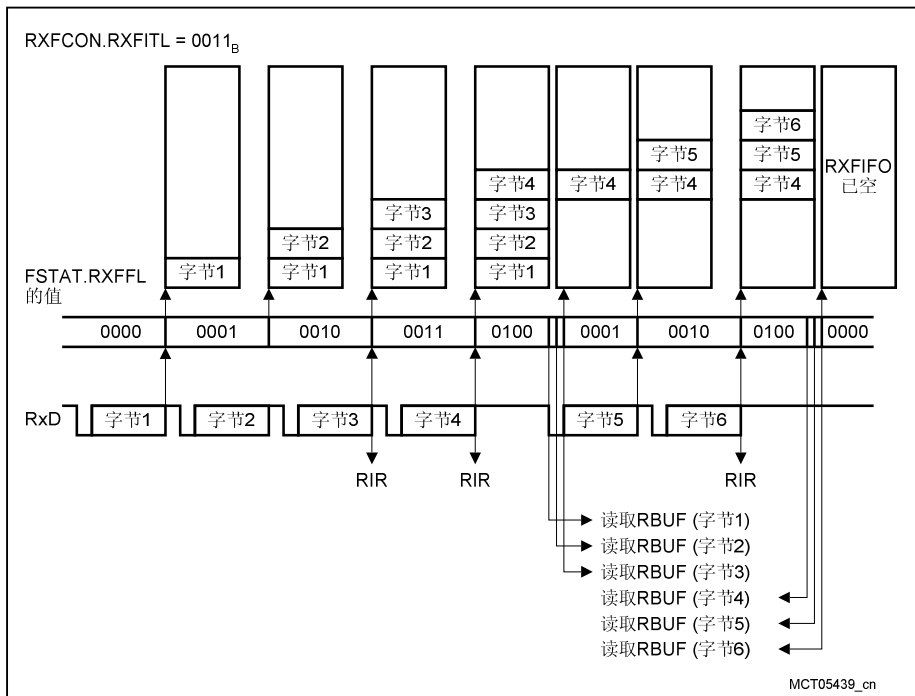 RXFCON.RXFITL = 0011B
字节6
字节5
字节5
字节4
字节4
字节4
字节4
RXFIFO
已空
字节3
字节3
字节2
字节2
字节2
字节1
字节1
字节1
字节1
FSTAT.RXFFL
的值
0000
0001
0010
0011
0100
0001
0010
0100
0000
RxD
字节1
字节2
字节3
字节4
字节5
字节6
RIR
RIR
RIR
读取RBUF (字节1)
读取RBUF (字节2)
读取RBUF (字节3)
读取RBUF (字节4)
读取RBUF (字节5)
读取RBUF (字节6)
MCT05439_cn